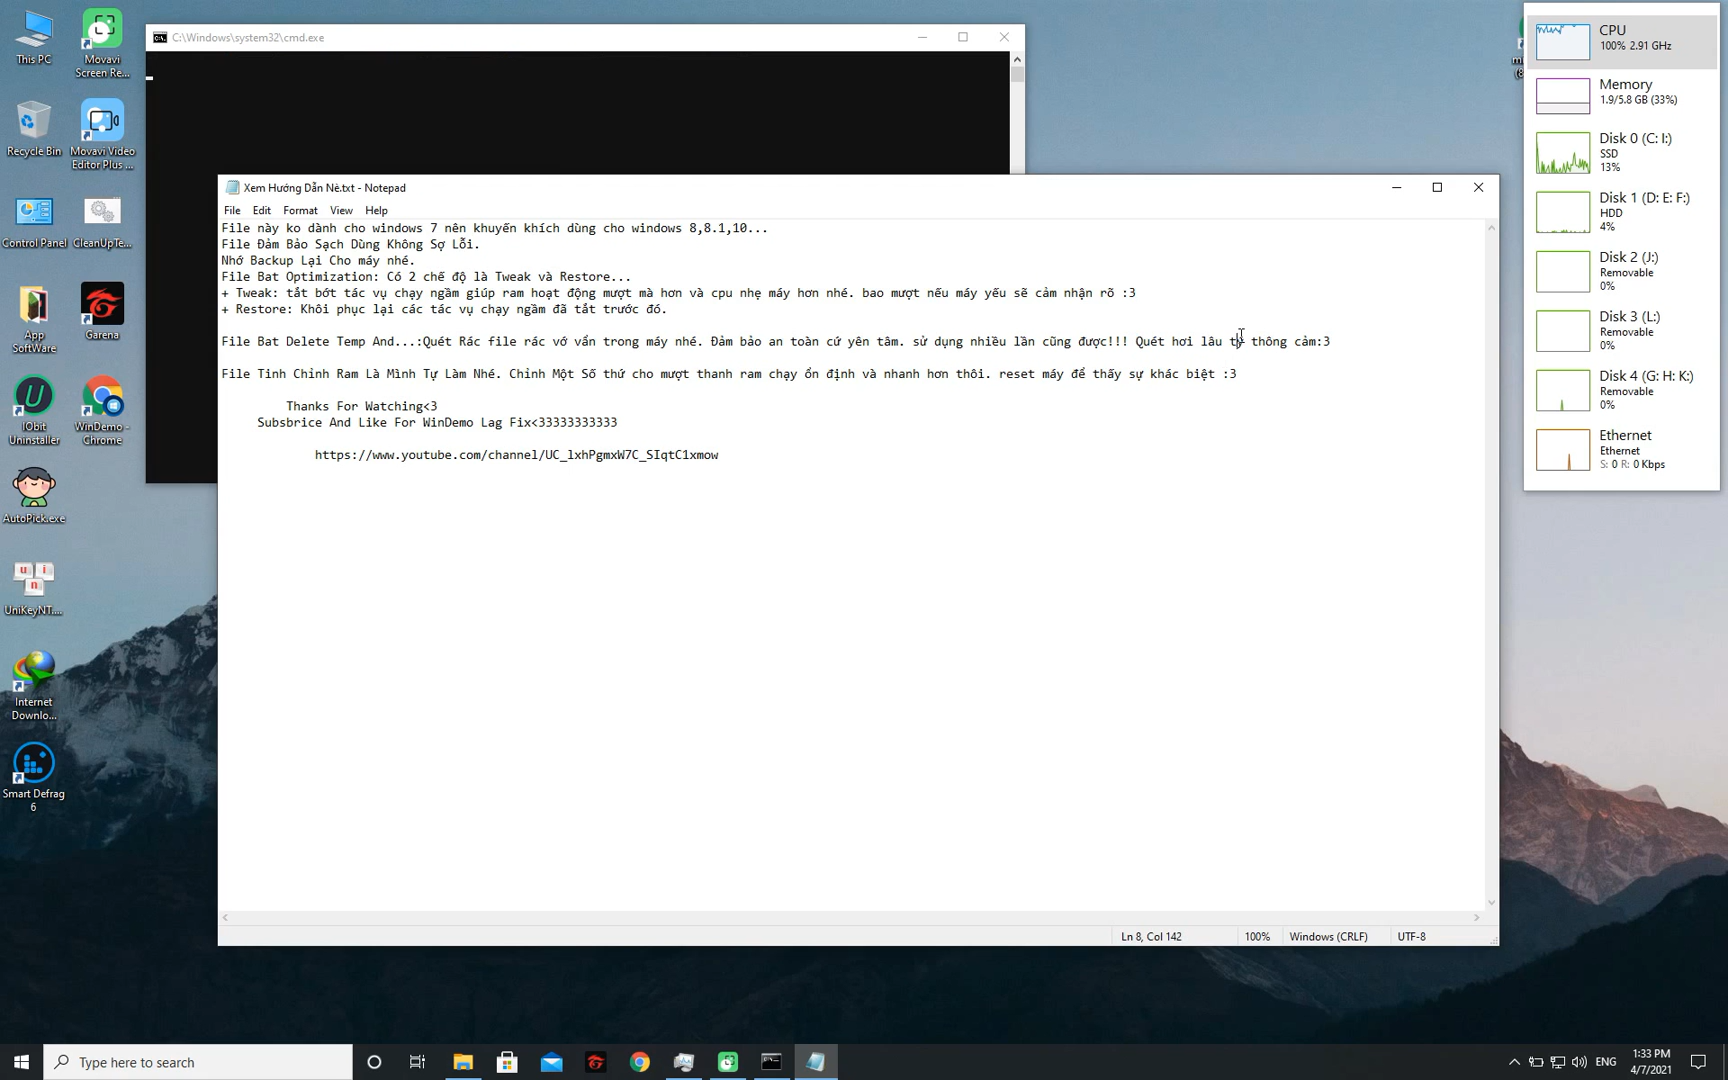 This PC
Movavi
Screen Re...
Recycle Bin
Movavi Video
Editor Plus ...
Control Panel
CleanUpTe...
App
SoftWare
Garena
IObit
Uninstaller
WinDemo -
Chrome
AutoPick.exe
UniKeyNT....
Internet
Downlo...
Smart Defrag
6
C:\Windows\system32\cmd.exe
Xem Hướng Dẫn Nè.txt - Notepad
File Edit Format View Help
File này ko dành cho windows 7 nên khuyến khích dùng cho windows 8,8.1,10...
File Đảm Bảo Sạch Dùng Không Sợ Lỗi.
Nhớ Backup Lại Cho máy nhé.
File Bat Optimization: Có 2 chế độ là Tweak và Restore...
+ Tweak: tắt bớt tác vụ chạy ngầm giúp ram hoạt động mượt mà hơn và cpu nhẹ máy hơn nhé. bao mượt nếu máy yếu sẽ cảm nhận rõ :3
+ Restore: Khôi phục lại các tác vụ chạy ngầm đã tắt trước đó.
File Bat Delete Temp And...:Quét Rác file rác vớ vẩn trong máy nhé. Đảm bảo an toàn cứ yên tâm. sử dụng nhiều lần cũng được!!! Quét hơi lâu thông cảm:3
File Tinh Chỉnh Ram Là Mình Tự Làm Nhé. Chỉnh Một Số thứ cho mượt thanh ram chạy ổn định và nhanh hơn thôi. reset máy để thấy sự khác biệt :3
Thanks For Watching<3
Subsbrice And Like For WinDemo Lag Fix<33333333333
https://www.youtube.com/channel/UC_lxhPgmxW7C_SIqtC1xmow
Ln 8, Col 142
100%
Windows (CRLF)
UTF-8
CPU
100% 2.91 GHz
Memory
1.9/5.8 GB (33%)
Disk 0 (C: I:)
SSD
13%
Disk 1 (D: E: F:)
HDD
4%
Disk 2 (J:)
Removable
0%
Disk 3 (L:)
Removable
0%
Disk 4 (G: H: K:)
Removable
0%
Ethernet
Ethernet
S: 0 R: 0 Kbps
Type here to search
ENG
1:33 PM
4/7/2021